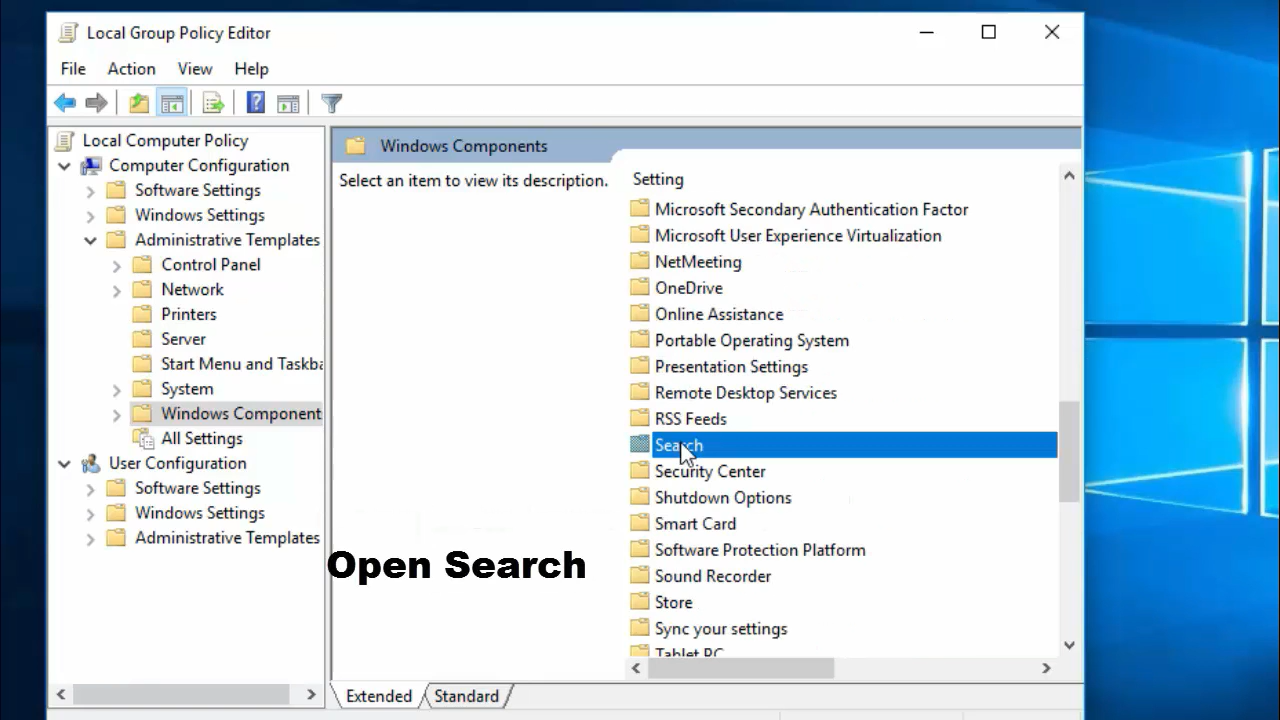 Local Group Policy Editor
File Action View Help
Local Computer Policy
Computer Configuration
Software Settings
Windows Settings
Administrative Templates
Control Panel
Network
Printers
Server
Start Menu and Taskba
System
Windows Component
All Settings
User Configuration
Software Settings
Windows Settings
Administrative Templates
Windows Components
Select an item to view its description.
Setting
Microsoft Secondary Authentication Factor
Microsoft User Experience Virtualization
NetMeeting
OneDrive
Online Assistance
Portable Operating System
Presentation Settings
Remote Desktop Services
RSS Feeds
Search
Security Center
Shutdown Options
Smart Card
Software Protection Platform
Sound Recorder
Store
Sync your settings
Tablet PC
Open Search
Extended Standard